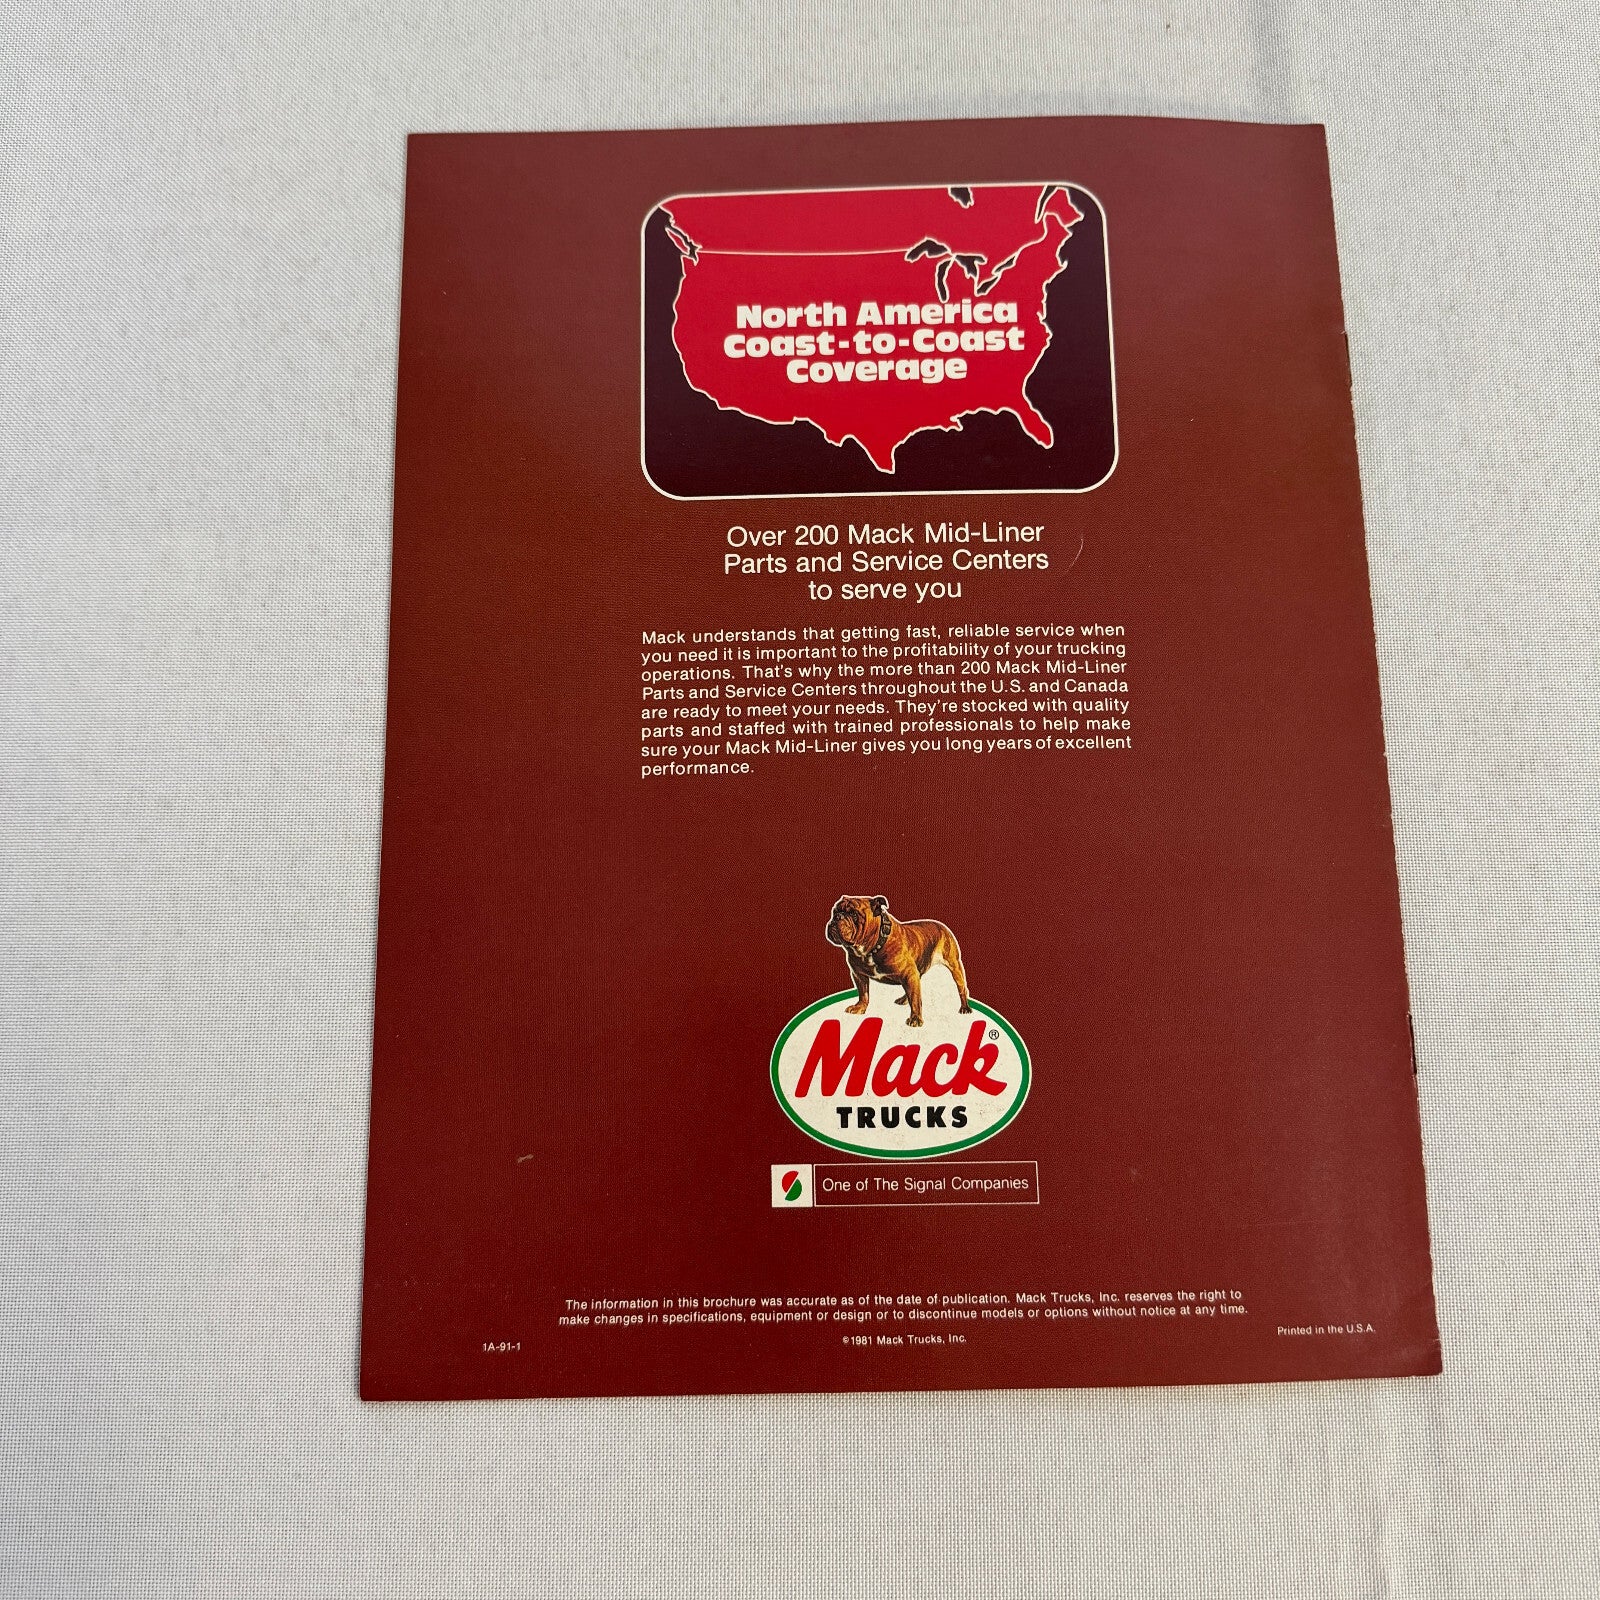 North America
Coast-to-Coast
Coverage
Over 200 Mack Mid-Liner
Parts and Service Centers
to serve you
Mack understands that getting fast, reliable service when
you need it is important to the profitability of your trucking
operations. That's why the more than 200 Mack Mid-Liner
Parts and Service Centers throughout the U.S. and Canada
are ready to meet your needs. They're stocked with quality
parts and staffed with trained professionals to help make
sure your Mack Mid-Liner gives you long years of excellent
performance.
Mack®
TRUCKS
One of The Signal Companies
The information in this brochure was accurate as of the date of publication. Mack Trucks, Inc. reserves the right to
make changes in specifications, equipment or design or to discontinue models or options without notice at any time.
1A-91-1
©1981 Mack Trucks, Inc.
Printed in the U.S.A.